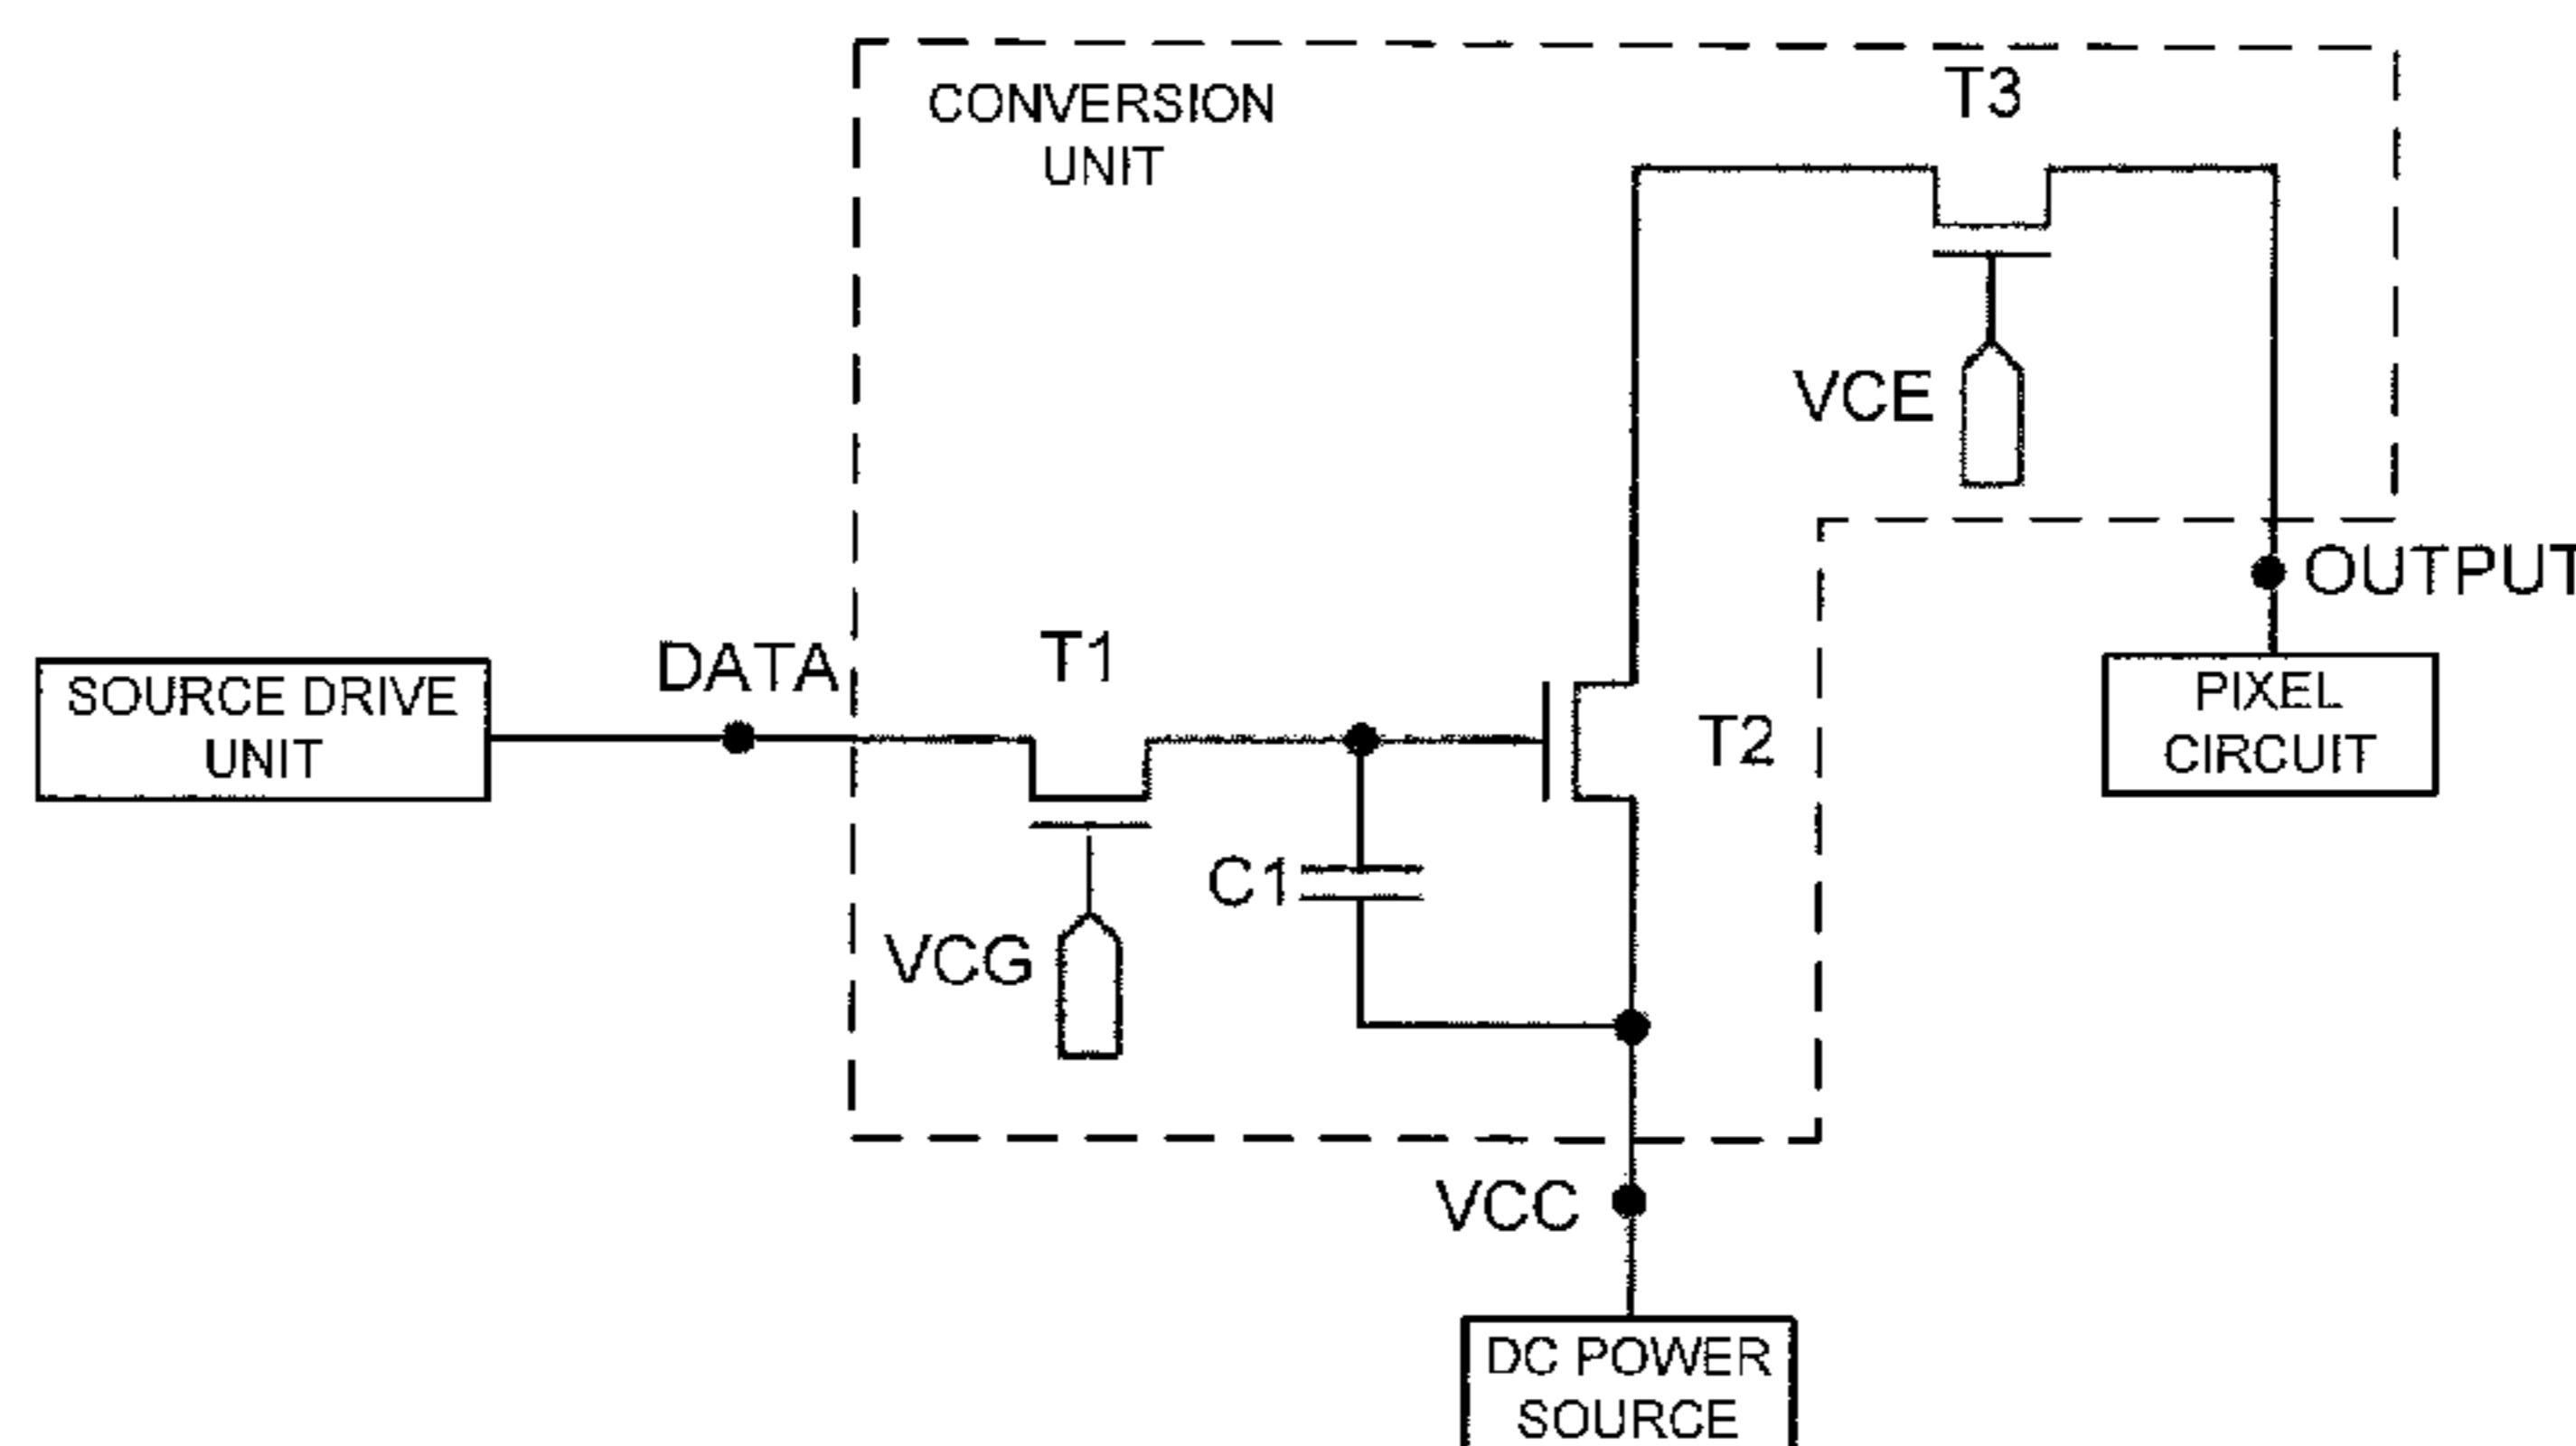 CONVERSION
UNIT
T3
VCE
OUTPUT
SOURCE DRIVE
UNIT
DATA
T1
T2
PIXEL
CIRCUIT
C1
VCG
VCC
DC POWER
SOURCE